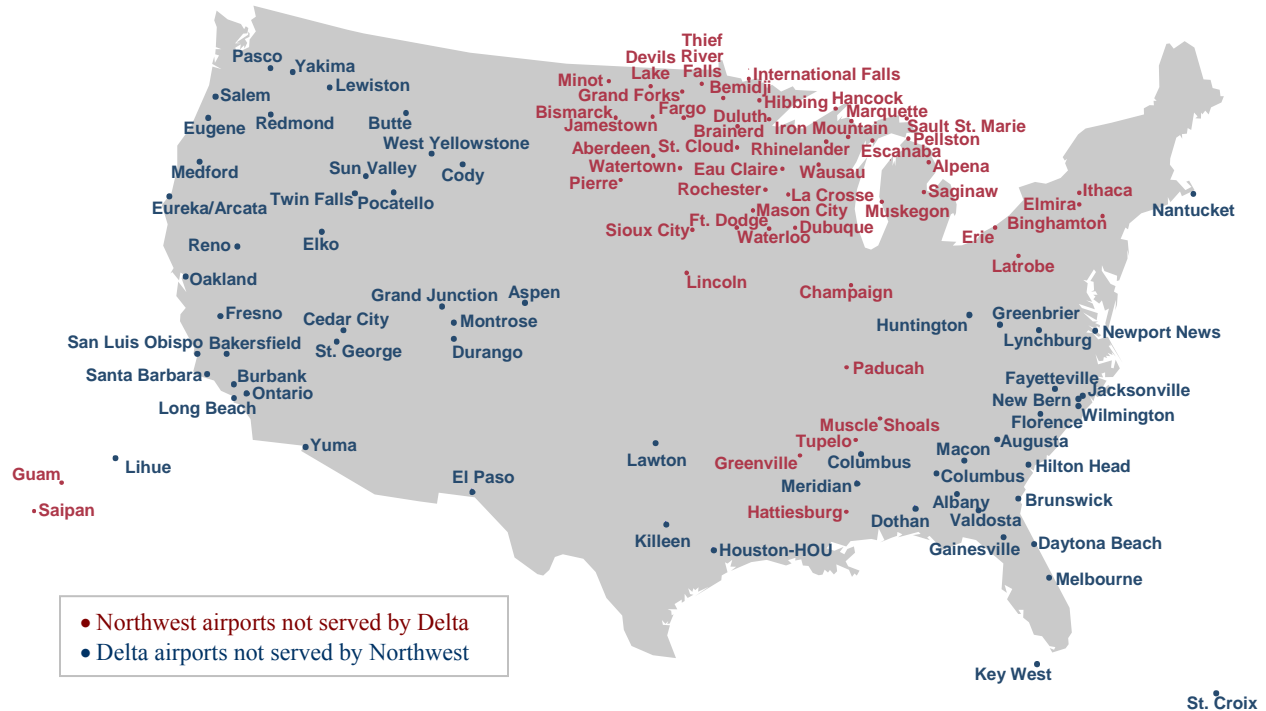 Thief
River
Falls
Devils
Lake
Pasco
Yakima
Minot
International Falls
Lewiston
Grand Forks
Bemidji
Salem
Hibbing
Hancock
Bismarck
Fargo
Marquette
Eugene
Redmond
Butte
Jamestown
Duluth
Brainerd
Iron Mountain
Sault St. Marie
Pellston
West Yellowstone
Aberdeen
St. Cloud
Rhinelander
Escanaba
Medford
Sun Valley
Cody
Watertown
Eau Claire
Wausau
Alpena
Pierre
Rochester
La Crosse
Saginaw
Ithaca
Eureka/Arcata
Twin Falls
Pocatello
Mason City
Muskegon
Elmira
Nantucket
Ft. Dodge
Binghamton
Sioux City
Waterloo
Dubuque
Erie
Reno
Elko
Latrobe
Oakland
Lincoln
Grand Junction
Aspen
Champaign
Fresno
Cedar City
Montrose
Huntington
Greenbrier
San Luis Obispo
Bakersfield
St. George
Durango
Lynchburg
Newport News
Santa Barbara
Burbank
Paducah
Ontario
Fayetteville
Jacksonville
Long Beach
New Bern
Wilmington
Muscle Shoals
Florence
Yuma
Tupelo
Augusta
Lihue
Lawton
Greenville
Columbus
Macon
Hilton Head
Guam
El Paso
Meridian
Columbus
Saipan
Hattiesburg
Albany
Brunswick
Dothan
Valdosta
Killeen
Houston-HOU
Gainesville
Daytona Beach
Melbourne
• Northwest airports not served by Delta
• Delta airports not served by Northwest
Key West
St. Croix